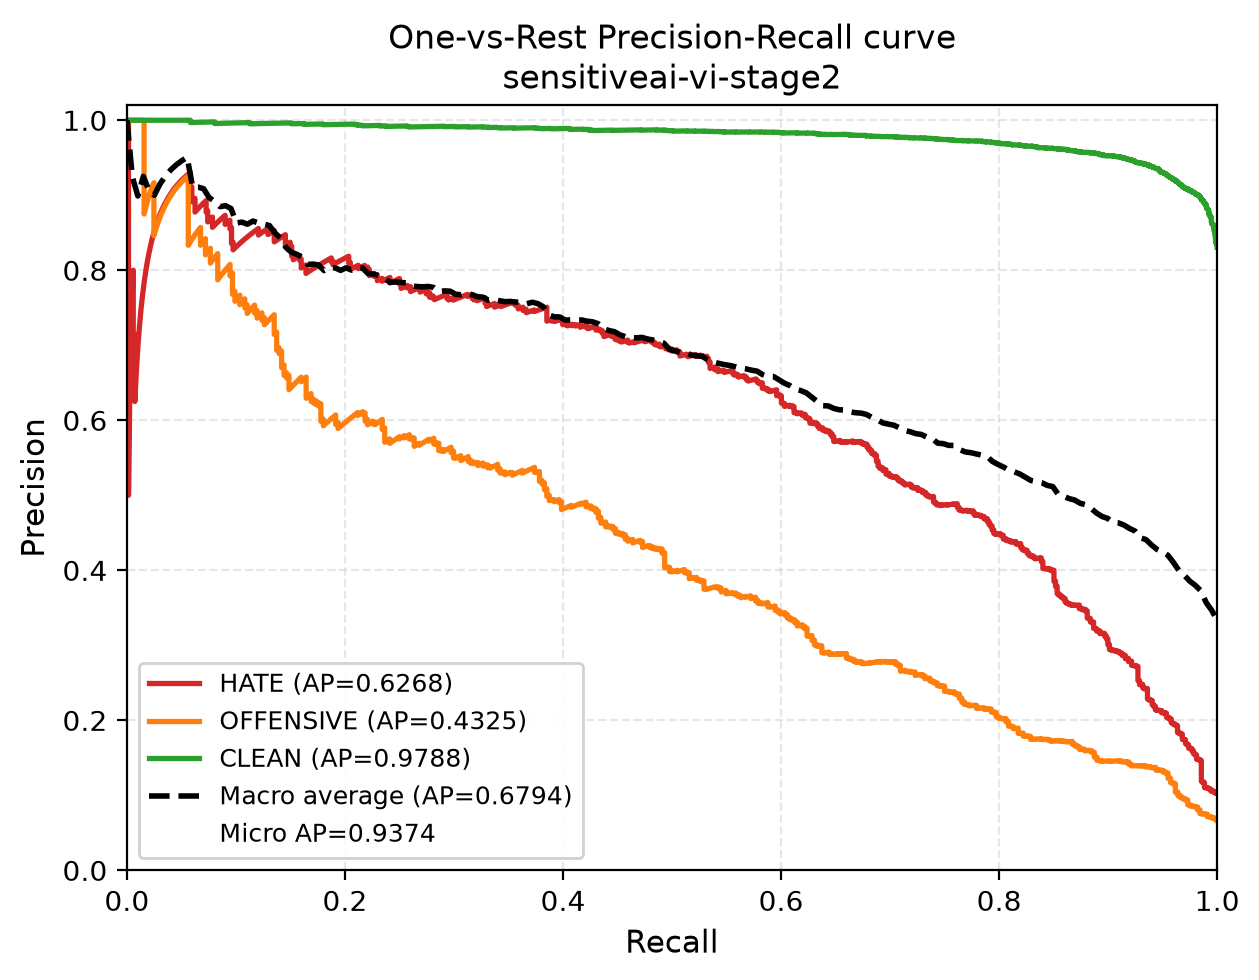 One-vs-Rest Precision-Recall curve
sensitiveai-vi-stage2
1.0
0.8
0.6
0.4
0.2
0.0
Precision
HATE (AP=0.6268)
OFFENSIVE (AP=0.4325)
CLEAN (AP=0.9788)
Macro average (AP=0.6794)
Micro AP=0.9374
0.0 0.2 0.4 0.6 0.8 1.0
Recall